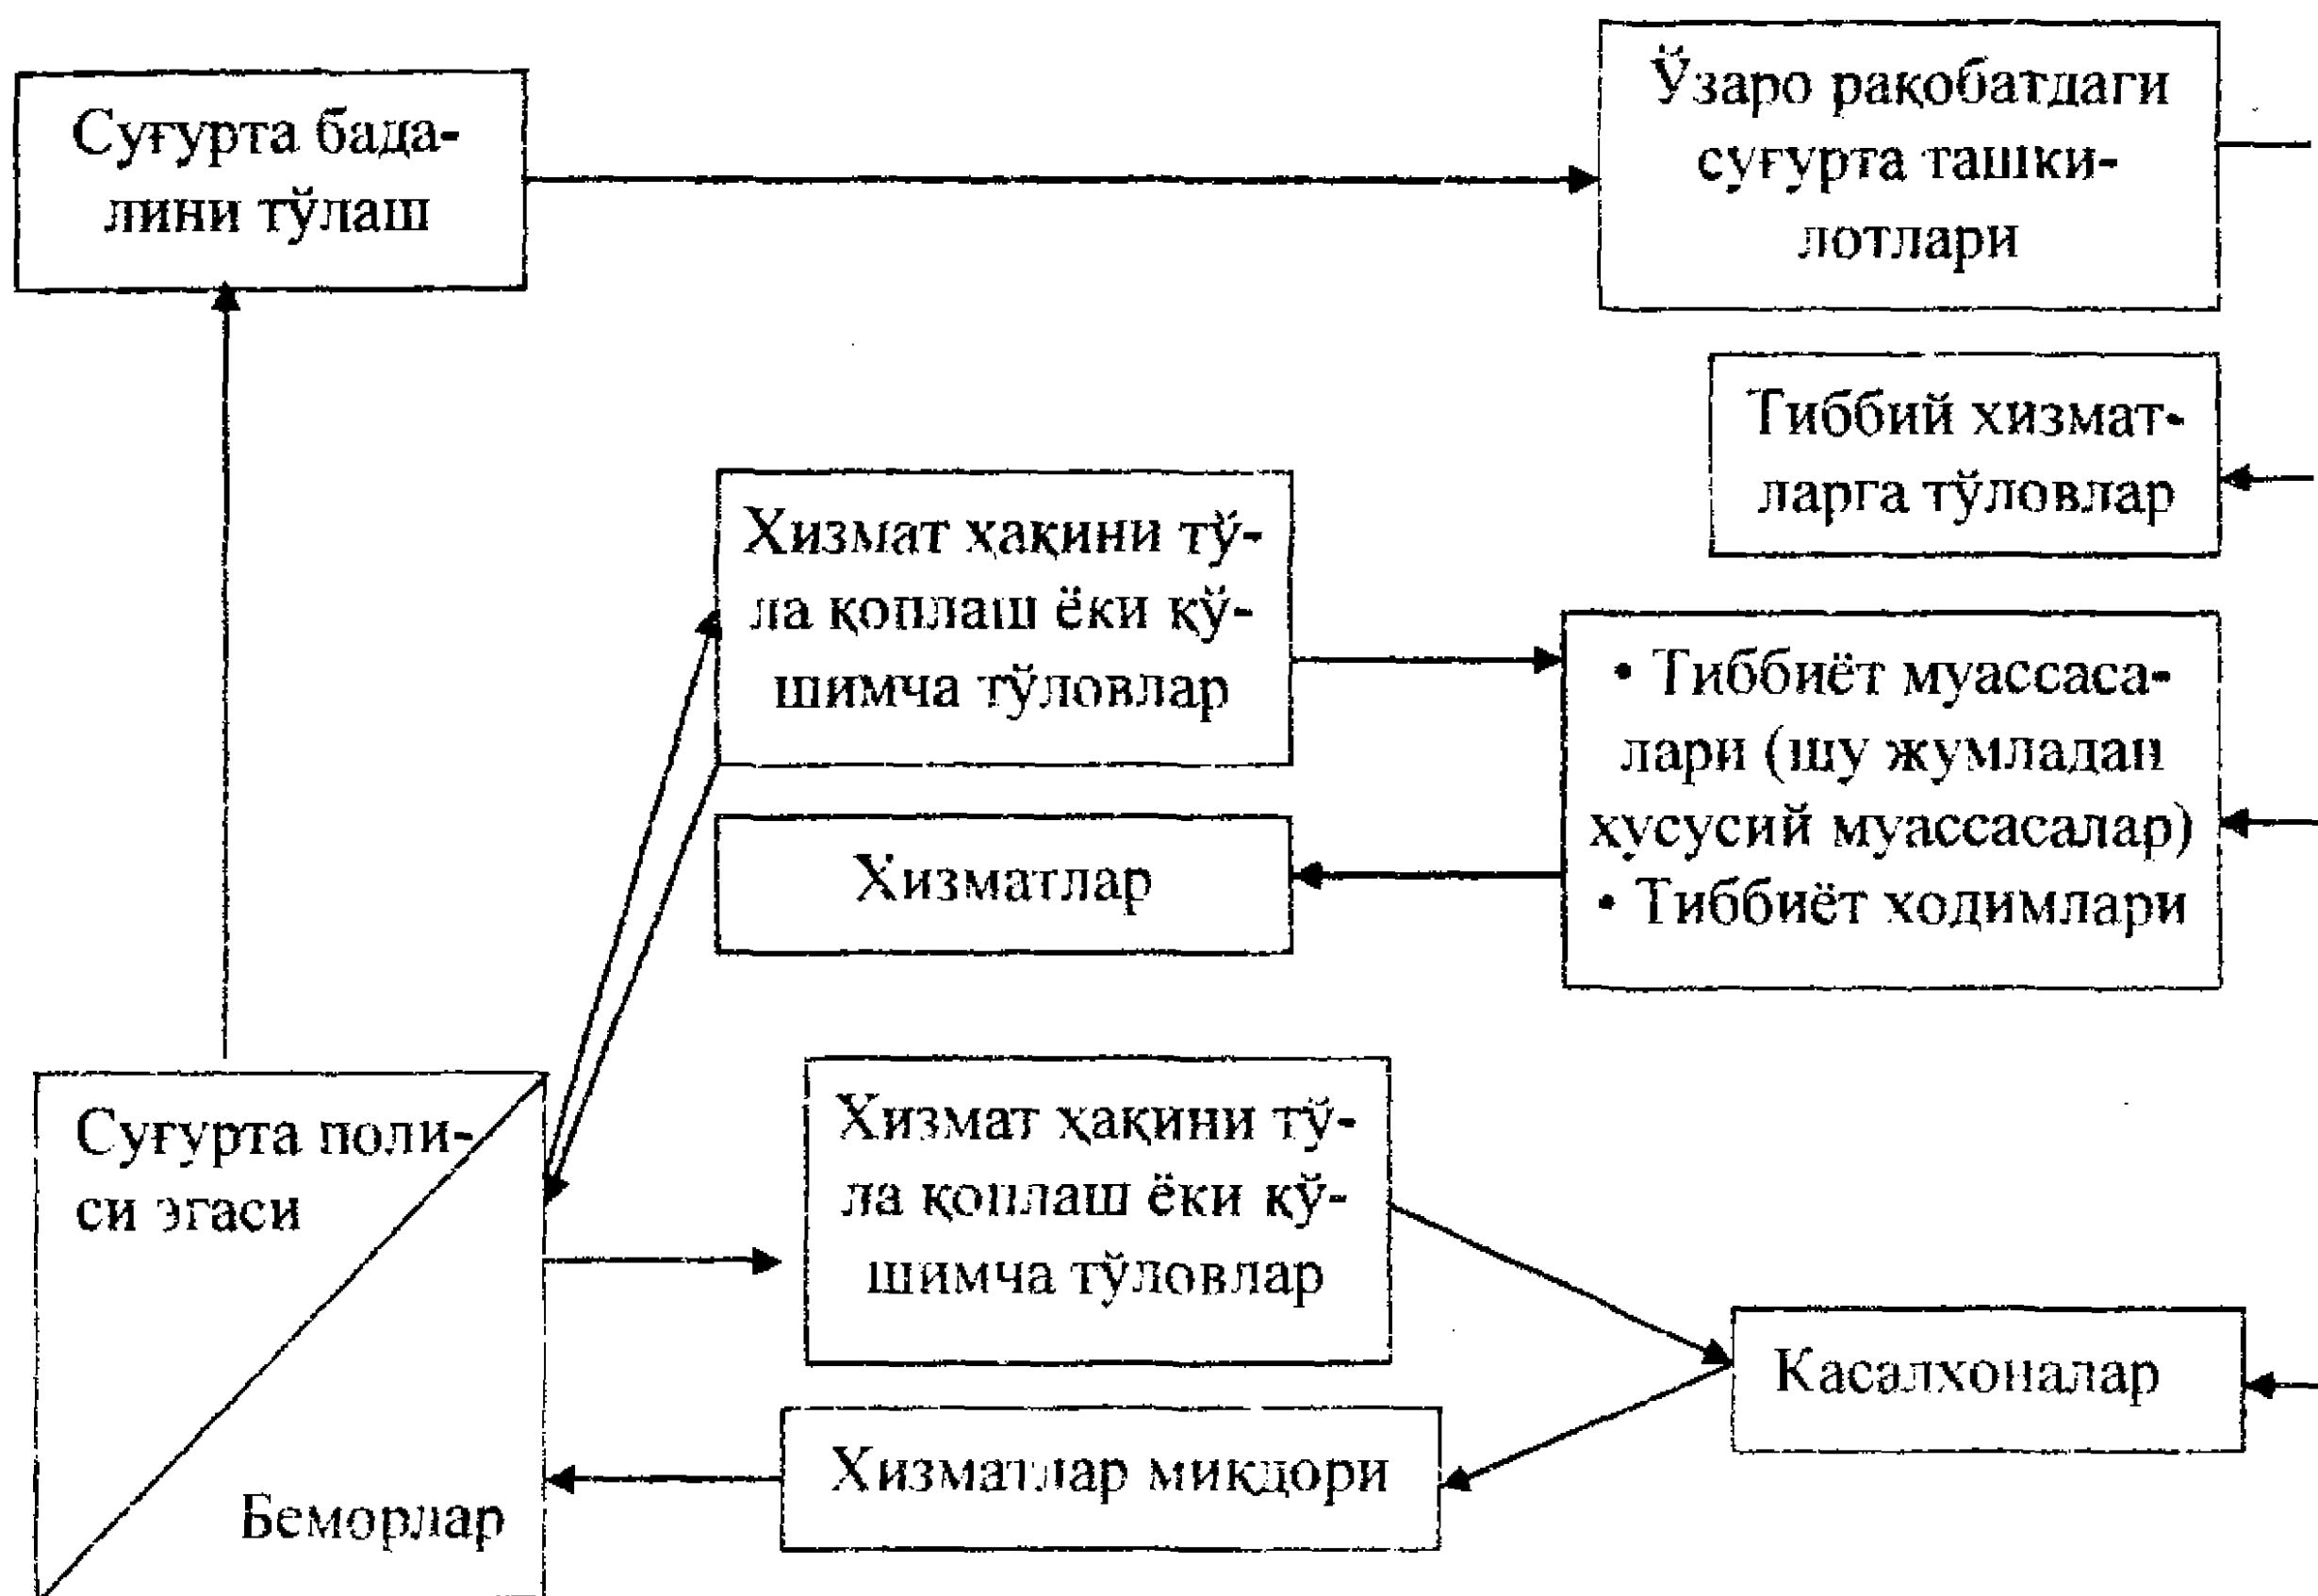 Суғурта бада-
лини тўлаш
Ўзаро рақобатдаги
суғурта ташки-
лотлари
Тиббий хизмат-
ларга тўловлар
Хизмат ҳақини тў-
ла қоплаш ёки қў-
шимча тўловлар
• Тиббиёт муассаса-
лари (шу жумладан
хусусий муассасалар)
• Тиббиёт ходимлари
Хизматлар
Суғурта поли-
си эгаси
Беморлар
Хизмат ҳақини тў-
ла қоплаш ёки қў-
шимча тўловлар
Касалхоналар
Хизматлар миқдори